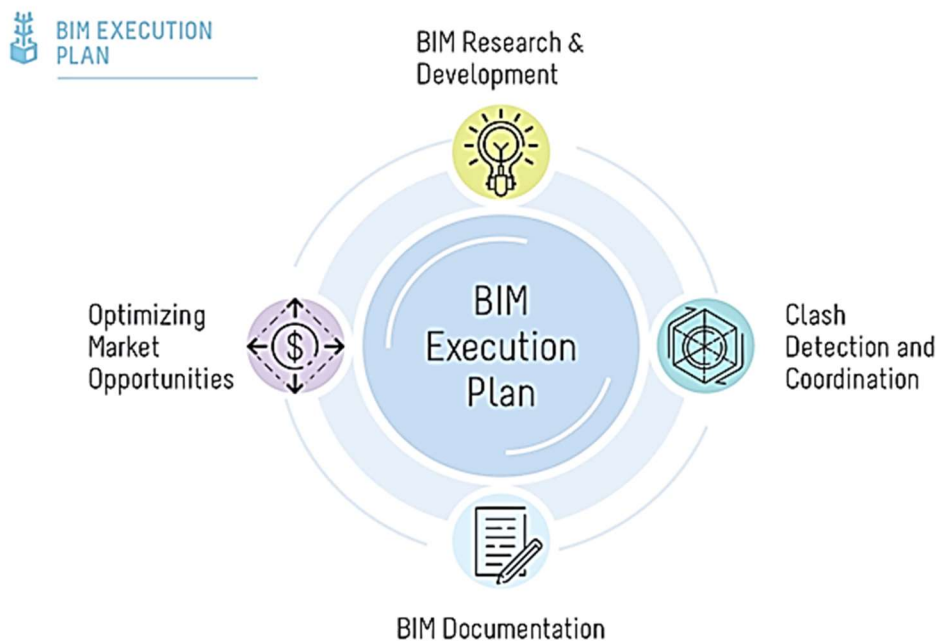 BIM EXECUTION
PLAN
BIM Research &
Development
Optimizing
Market
Opportunities
$
BIM
Execution
Plan
Clash
Detection and
Coordination
BIM Documentation